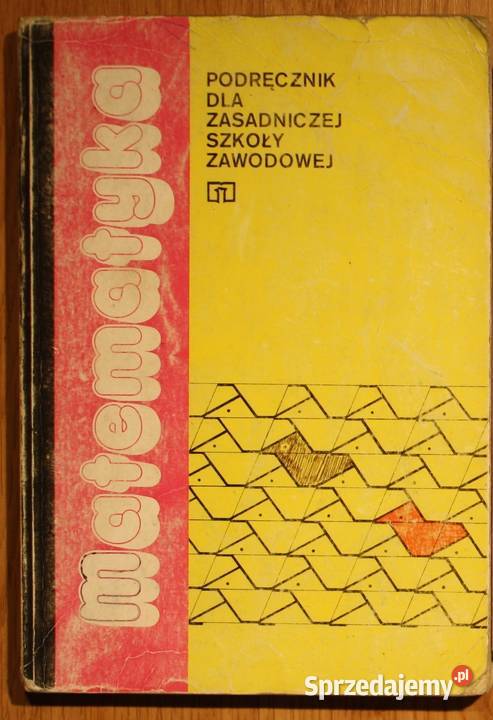 matematyka
PODRĘCZNIK
DLA
ZASADNICZEJ
SZKOŁY
ZAWODOWEJ
Sprzedajemy.pl